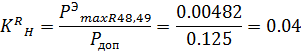 K^R_H = P^Э_maxR48,49 / P_доп = 0.00482 / 0.125 = 0.04